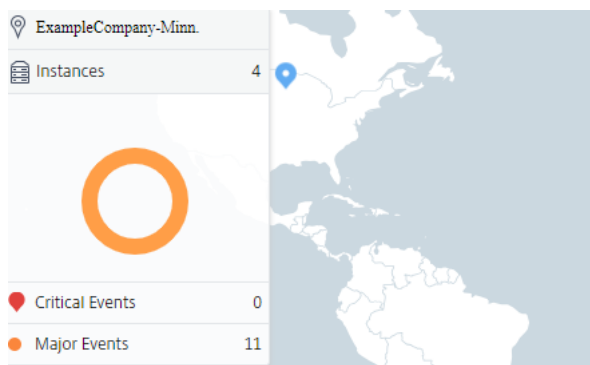 ExampleCompany-Minn.
Instances 4
Critical Events 0
Major Events 11